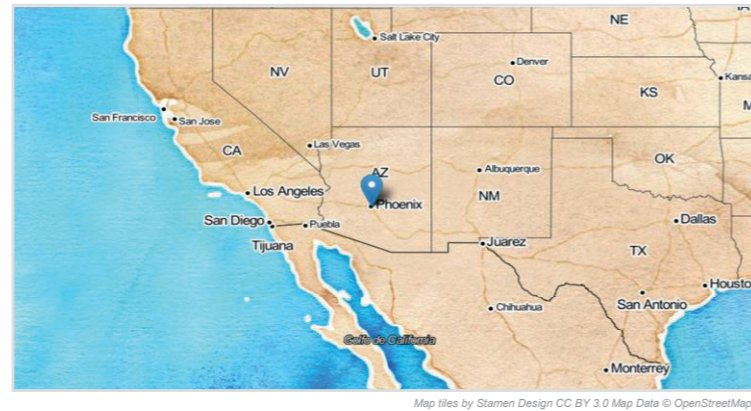 NE
IA
Salt Lake City
Denver
NV
UT
CO
Kansa
KS
San Francisco
San Jose
Las Vegas
CA
OK
AZ
Albuquerque
Los Angeles
NM
Phoenix
San Diego
Puebla
Dallas
Tijuana
Juarez
TX
Housto
San Antonio
Chihuahua
Golfo de California
Monterrey
Map tiles by Stamen Design CC BY 3.0 Map Data © OpenStreetMap